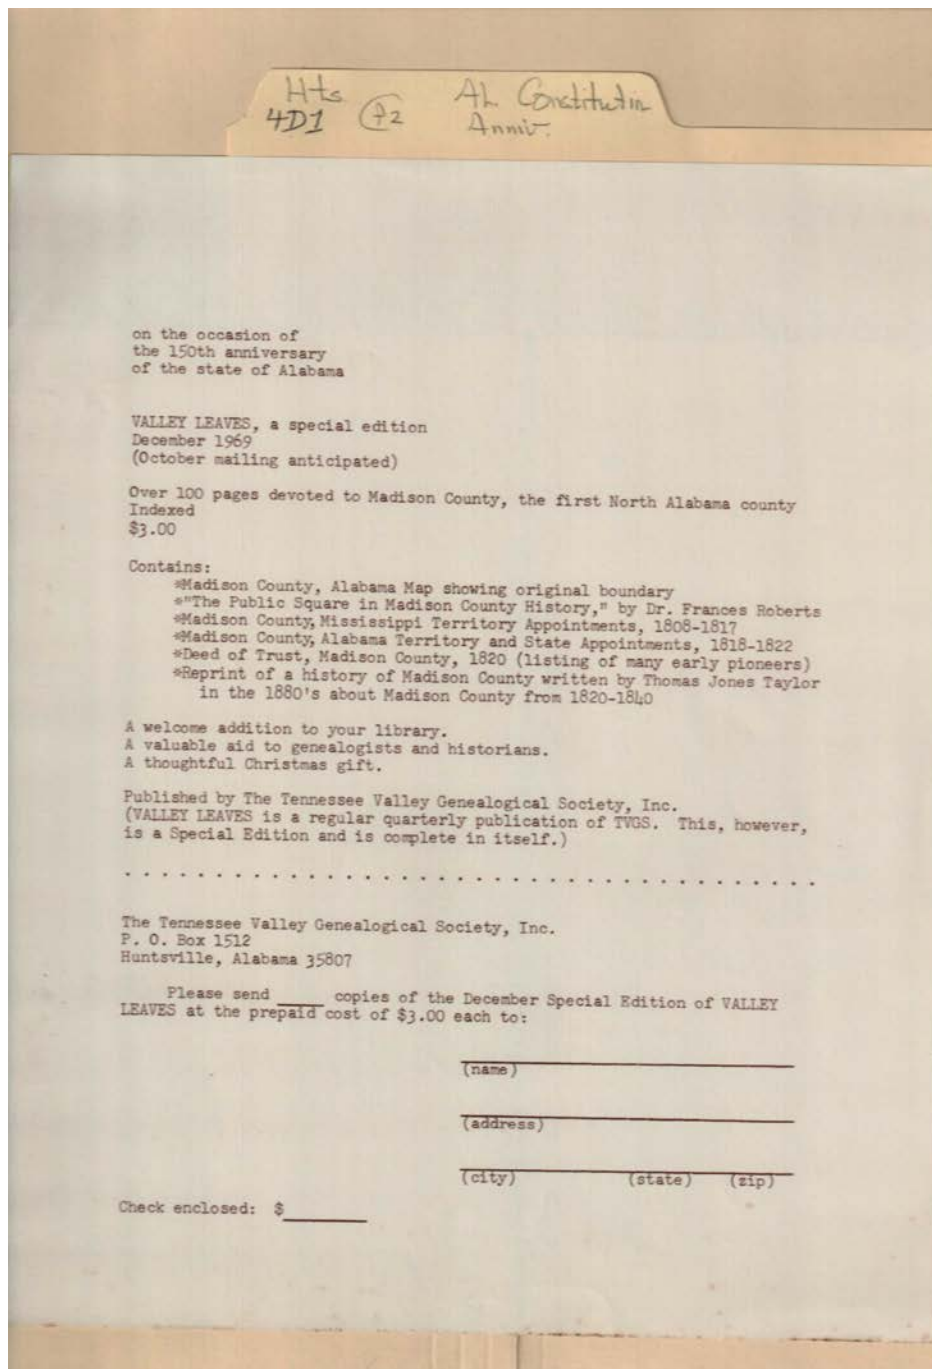 Hts AL Constitutin
4D1 P2 Anniv.
on the occasion of
the 150th anniversary
of the state of Alabama
VALLEY LEAVES, a special edition
December 1969
(October mailing anticipated)
Over 100 pages devoted to Madison County, the first North Alabama county
Indexed
$3.00
Contains:
*Madison County, Alabama Map showing original boundary
*"The Public Square in Madison County History," by Dr. Frances Roberts
*Madison County, Mississippi Territory Appointments, 1808-1817
*Madison County, Alabama Territory and State Appointments, 1818-1822
*Deed of Trust, Madison County, 1820 (listing of many early pioneers)
*Reprint of a history of Madison County written by Thomas Jones Taylor
in the 1880's about Madison County from 1820-1840
A welcome addition to your library.
A valuable aid to genealogists and historians.
A thoughtful Christmas gift.
Published by The Tennessee Valley Genealogical Society, Inc.
(VALLEY LEAVES is a regular quarterly publication of TVGS. This, however,
is a Special Edition and is complete in itself.)
. . . . . . . . . . . . . . . . . . . . . . . . . . . . . . . . . . . . . . .
The Tennessee Valley Genealogical Society, Inc.
P. O. Box 1512
Huntsville, Alabama 35807
Please send _____ copies of the December Special Edition of VALLEY
LEAVES at the prepaid cost of $3.00 each to:
(name)
(address)
(city) (state) (zip)
Check enclosed: $_________